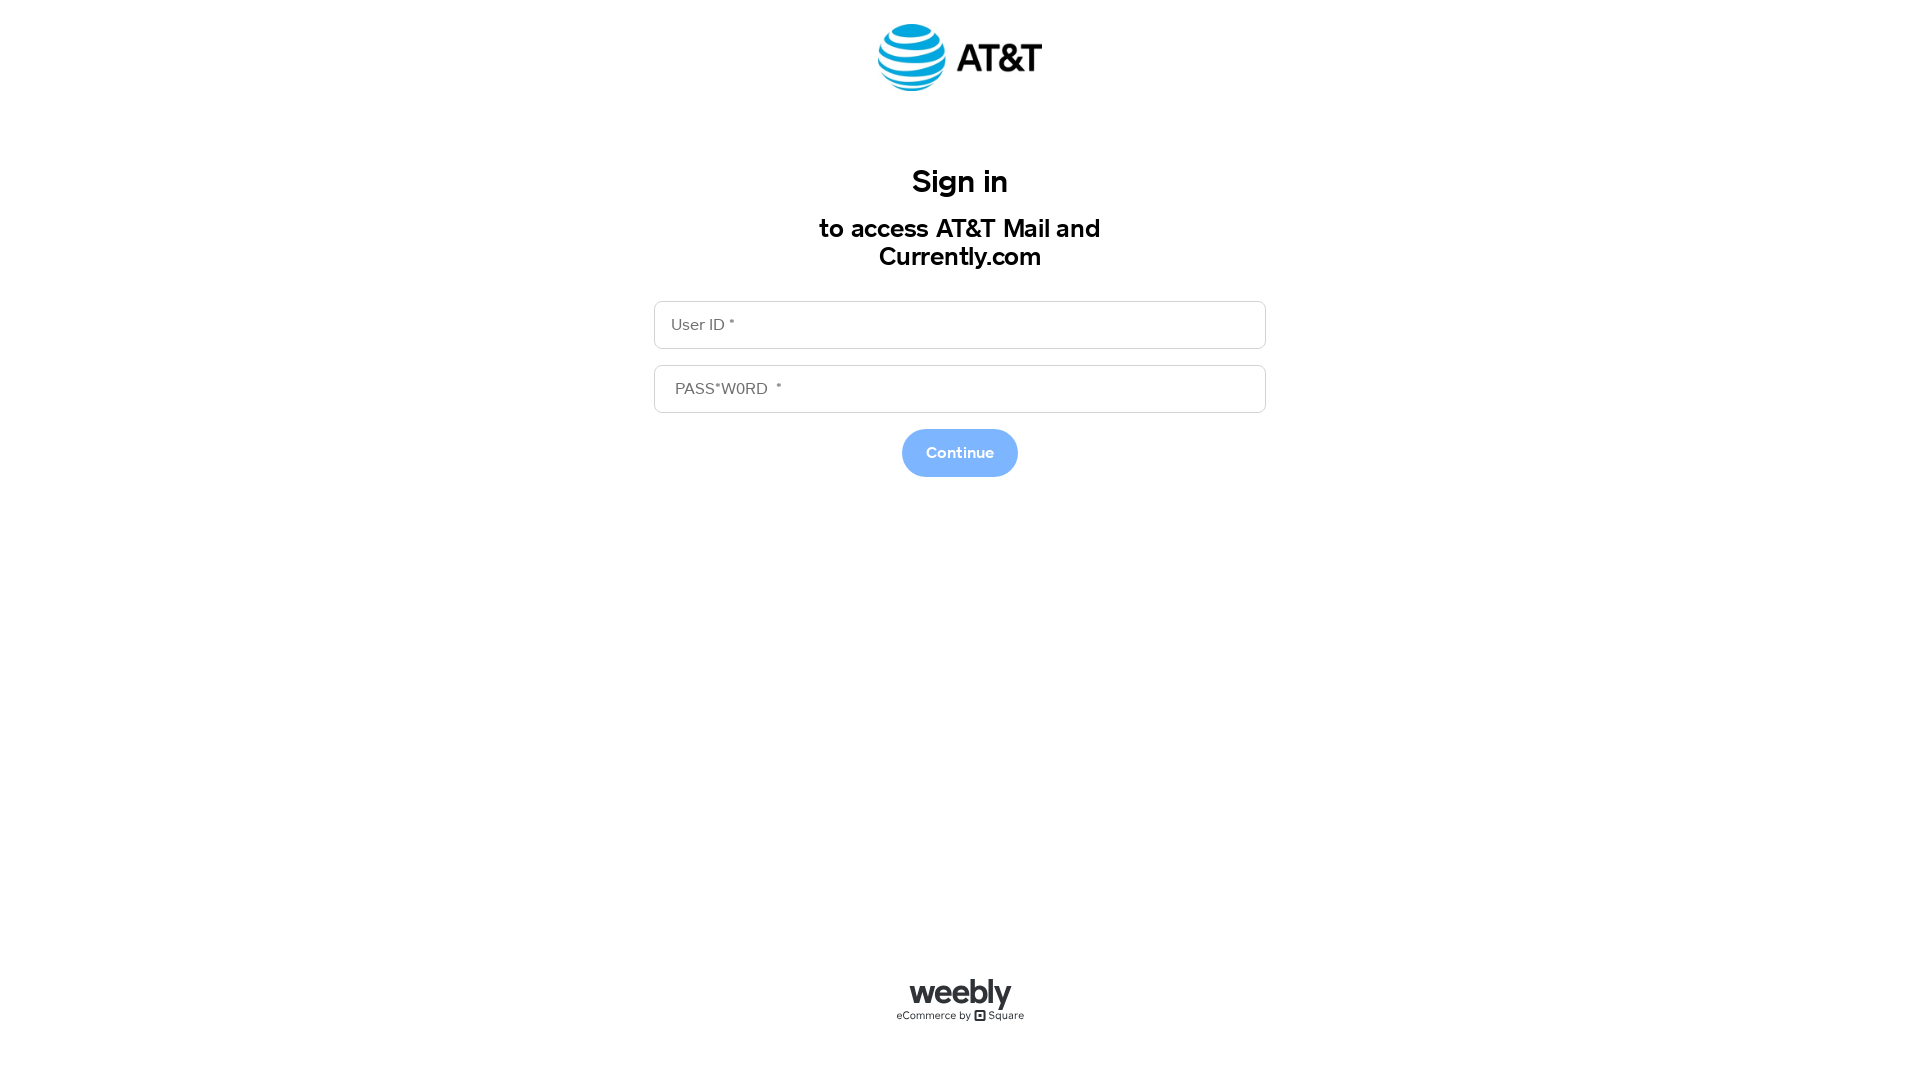 AT&T
Sign in
to access AT&T Mail and
Currently.com
User ID *
PASS*W0RD *
Continue
weebly
eCommerce by Square